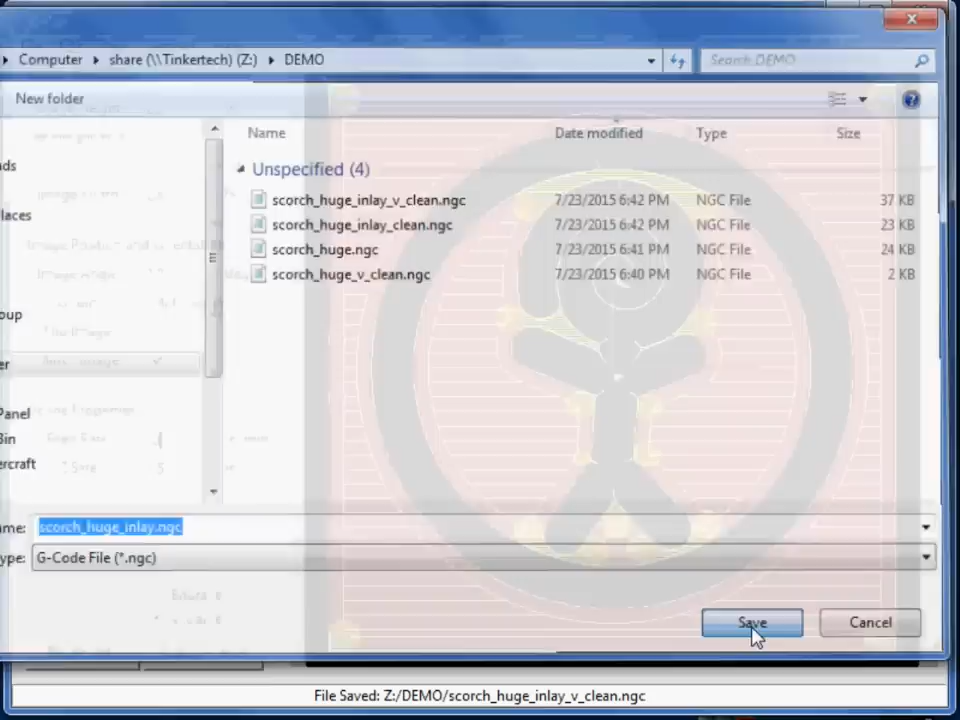 Computer share (\\Tinkertech) (Z:) DEMO
Search DEMO
New folder
Name Date modified Type Size
Unspecified (4)
scorch_huge_inlay_v_clean.ngc 7/23/2015 6:42 PM NGC File 37 KB
scorch_huge_inlay_clean.ngc 7/23/2015 6:42 PM NGC File 23 KB
scorch_huge.ngc 7/23/2015 6:41 PM NGC File 24 KB
scorch_huge_v_clean.ngc 7/23/2015 6:40 PM NGC File 2 KB
ds
laces
oup
er
Panel
Bin
ercraft
ame: scorch_huge_inlay.ngc
ype: G-Code File (*.ngc)
Save Cancel
File Saved: Z:/DEMO/scorch_huge_inlay_v_clean.ngc